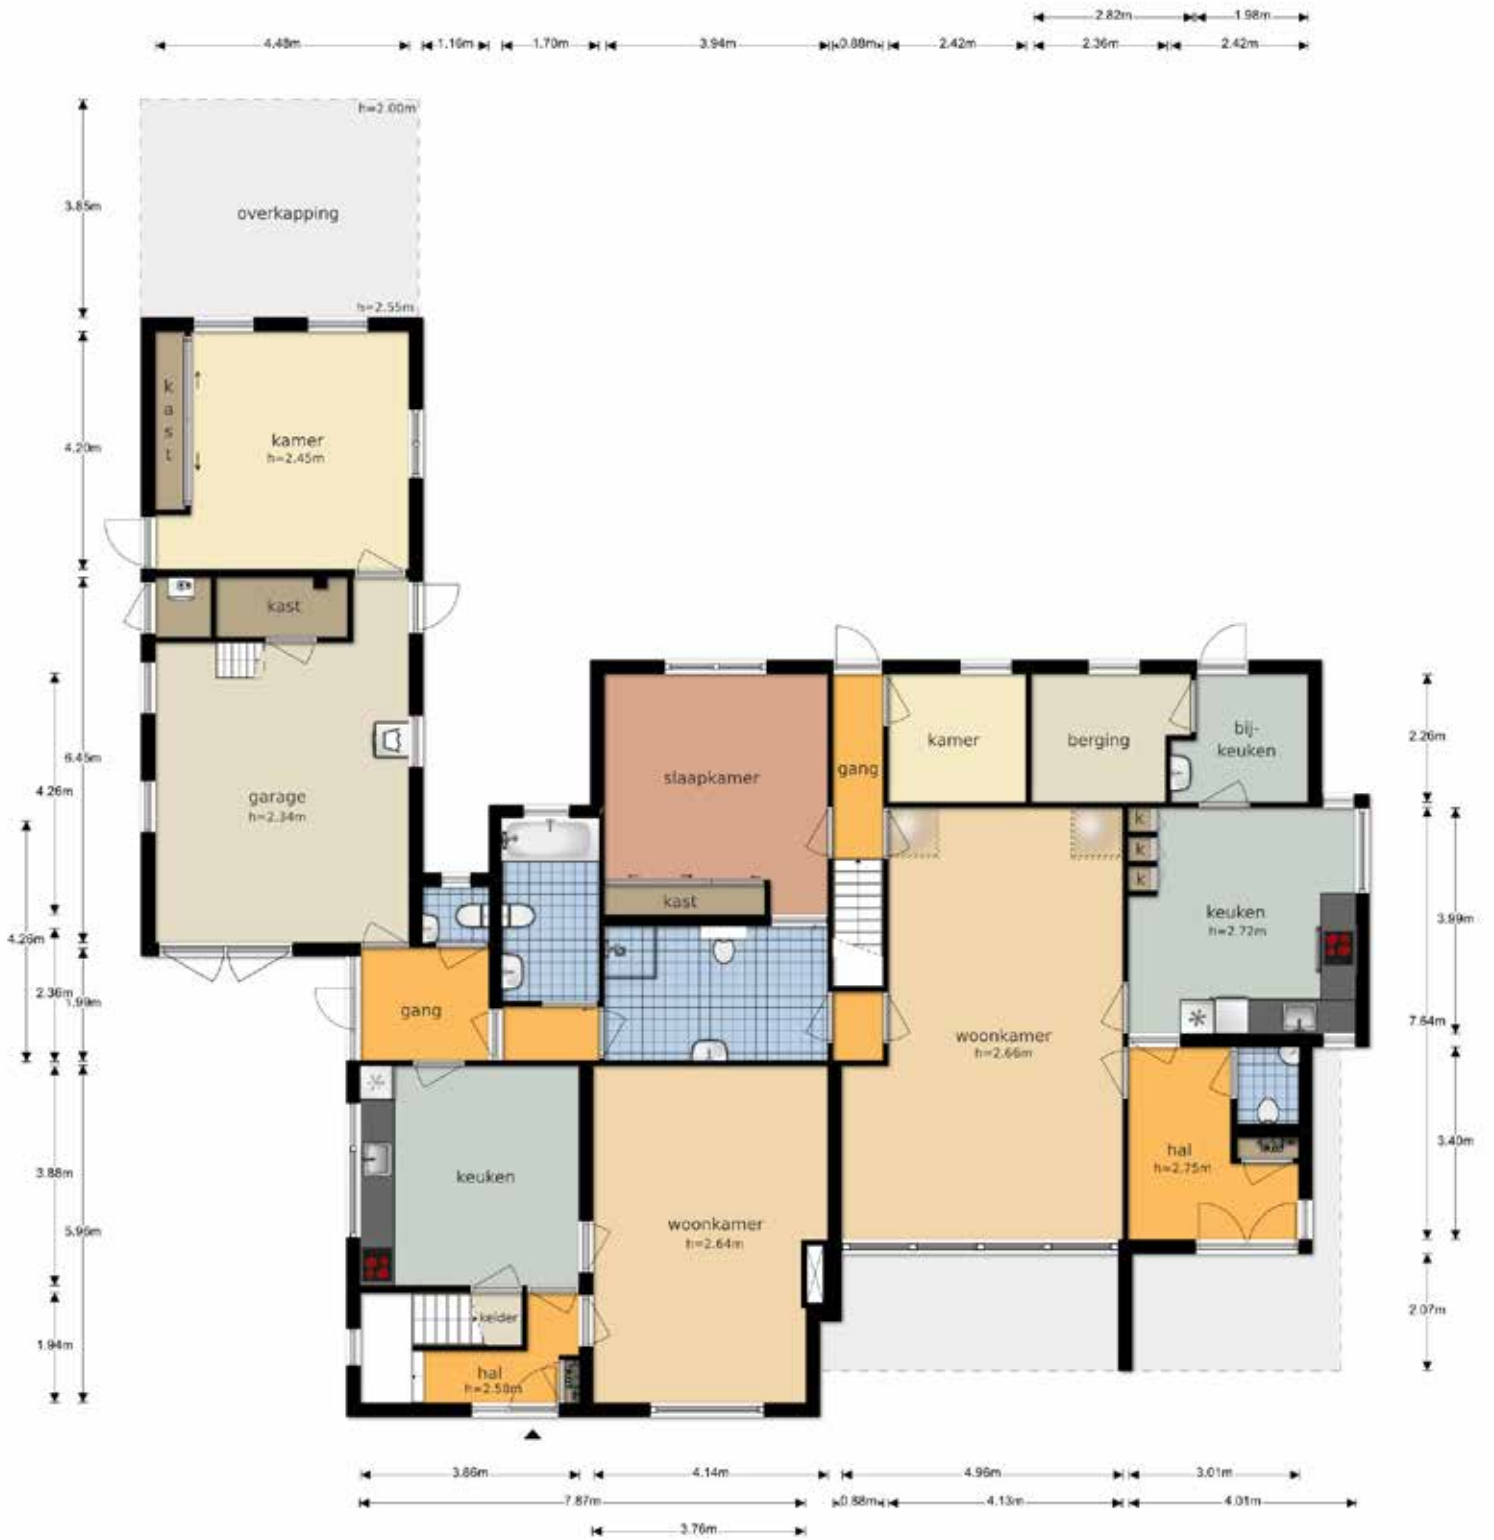 2.82m 1.98m
4.48m 1.16m 1.70m 3.94m 0.88m 2.42m 2.36m 2.42m
h=2.00m
3.85m
overkapping
h=2.55m
k
a
s
t
4.20m
kamer
h=2.45m
kast
6.45m
4.26m
garage
h=2.34m
slaapkamer
gang
kamer
berging
bij-
keuken
2.26m
k
k
k
kast
keuken
h=2.72m
3.99m
4.26m
2.36m
1.99m
gang
woonkamer
h=2.66m
7.64m
3.88m
keuken
hal
h=2.75m
3.40m
5.96m
woonkamer
h=2.64m
1.94m
kelder
hal
h=2.58m
2.07m
3.86m 4.14m 4.96m 3.01m
7.87m 0.88m 4.13m 4.01m
3.76m